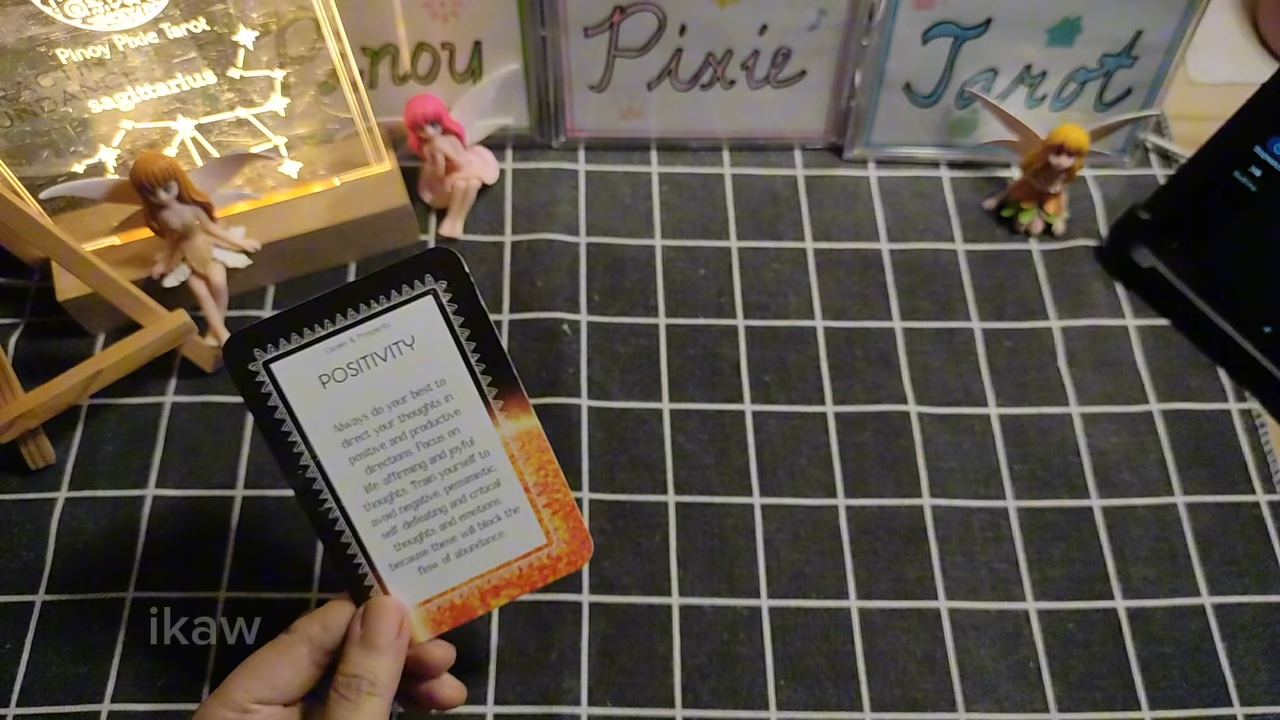 Pinoy Pixie Tarot
sagittarius
nou
Pixie
Tarot
Career & Prosperity
POSITIVITY
Always do your best to
direct your thoughts in
positive and productive
directions. Focus on
life-affirming and joyful
thoughts. Train yourself to
avoid negative, pessimistic,
self-defeating and critical
thoughts and emotions,
because these will block the
flow of abundance.
ikaw